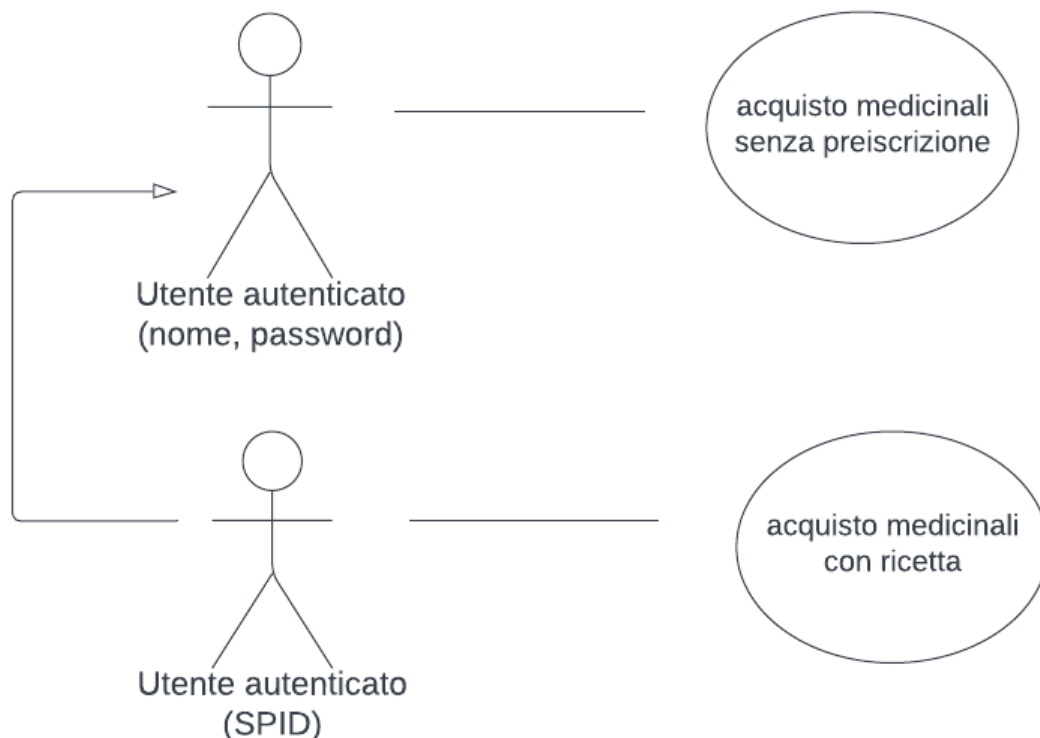 acquisto medicinali
senza preiscrizione
Utente autenticato
(nome, password)
acquisto medicinali
con ricetta
Utente autenticato
(SPID)